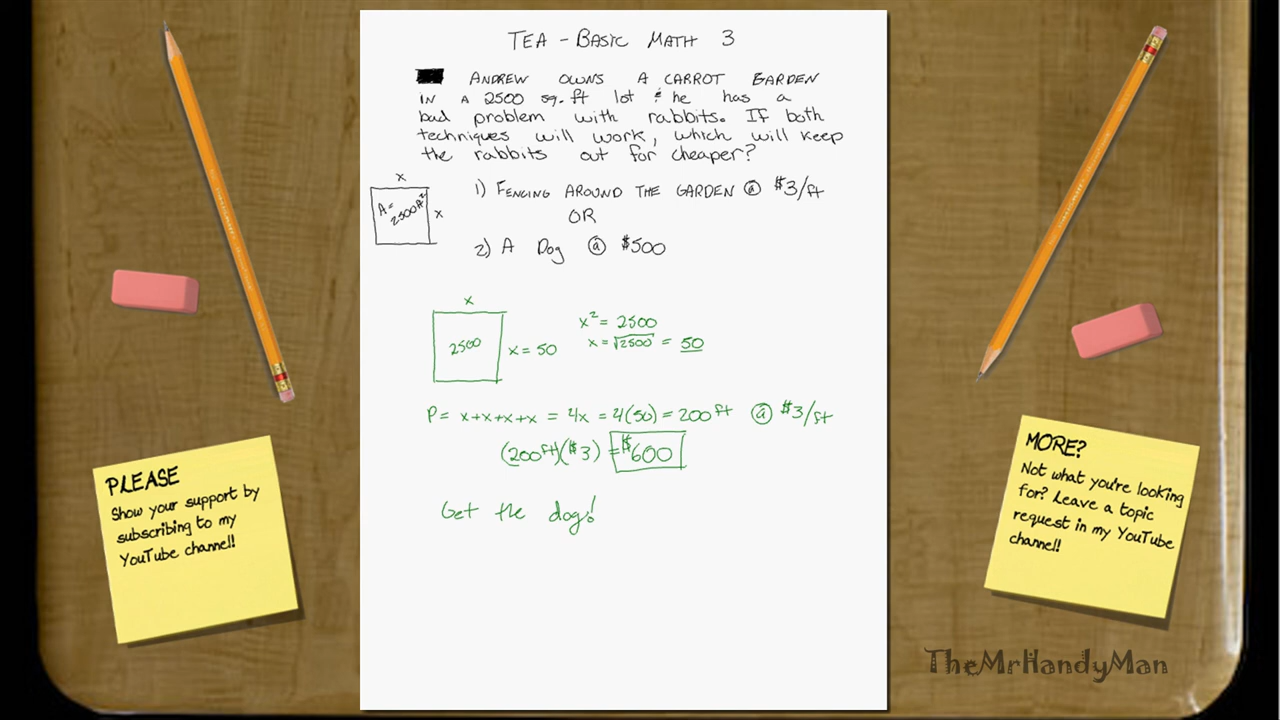 TEA - BASIC MATH 3
ANDREW OWNS A CARROT GARDEN
IN A 2500 sq. ft lot & he has a
bad problem with rabbits. If both
techniques will work, which will keep
the rabbits out for cheaper?
x
A =
2500 ft²
x
1) FENCING AROUND THE GARDEN @ $3/ft
OR
2) A Dog @ $500
x
2500
x = 50
x² = 2500
x = √2500 = 50
P = x+x+x+x = 4x = 4(50) = 200 ft @ $3/ft
(200 ft)($3) = $600
Get the dog!
PLEASE
Show your support by
subscribing to my
YouTube channel!
MORE?
Not what you're looking
for? Leave a topic
request in my YouTube
channel!
TheMrHandyMan